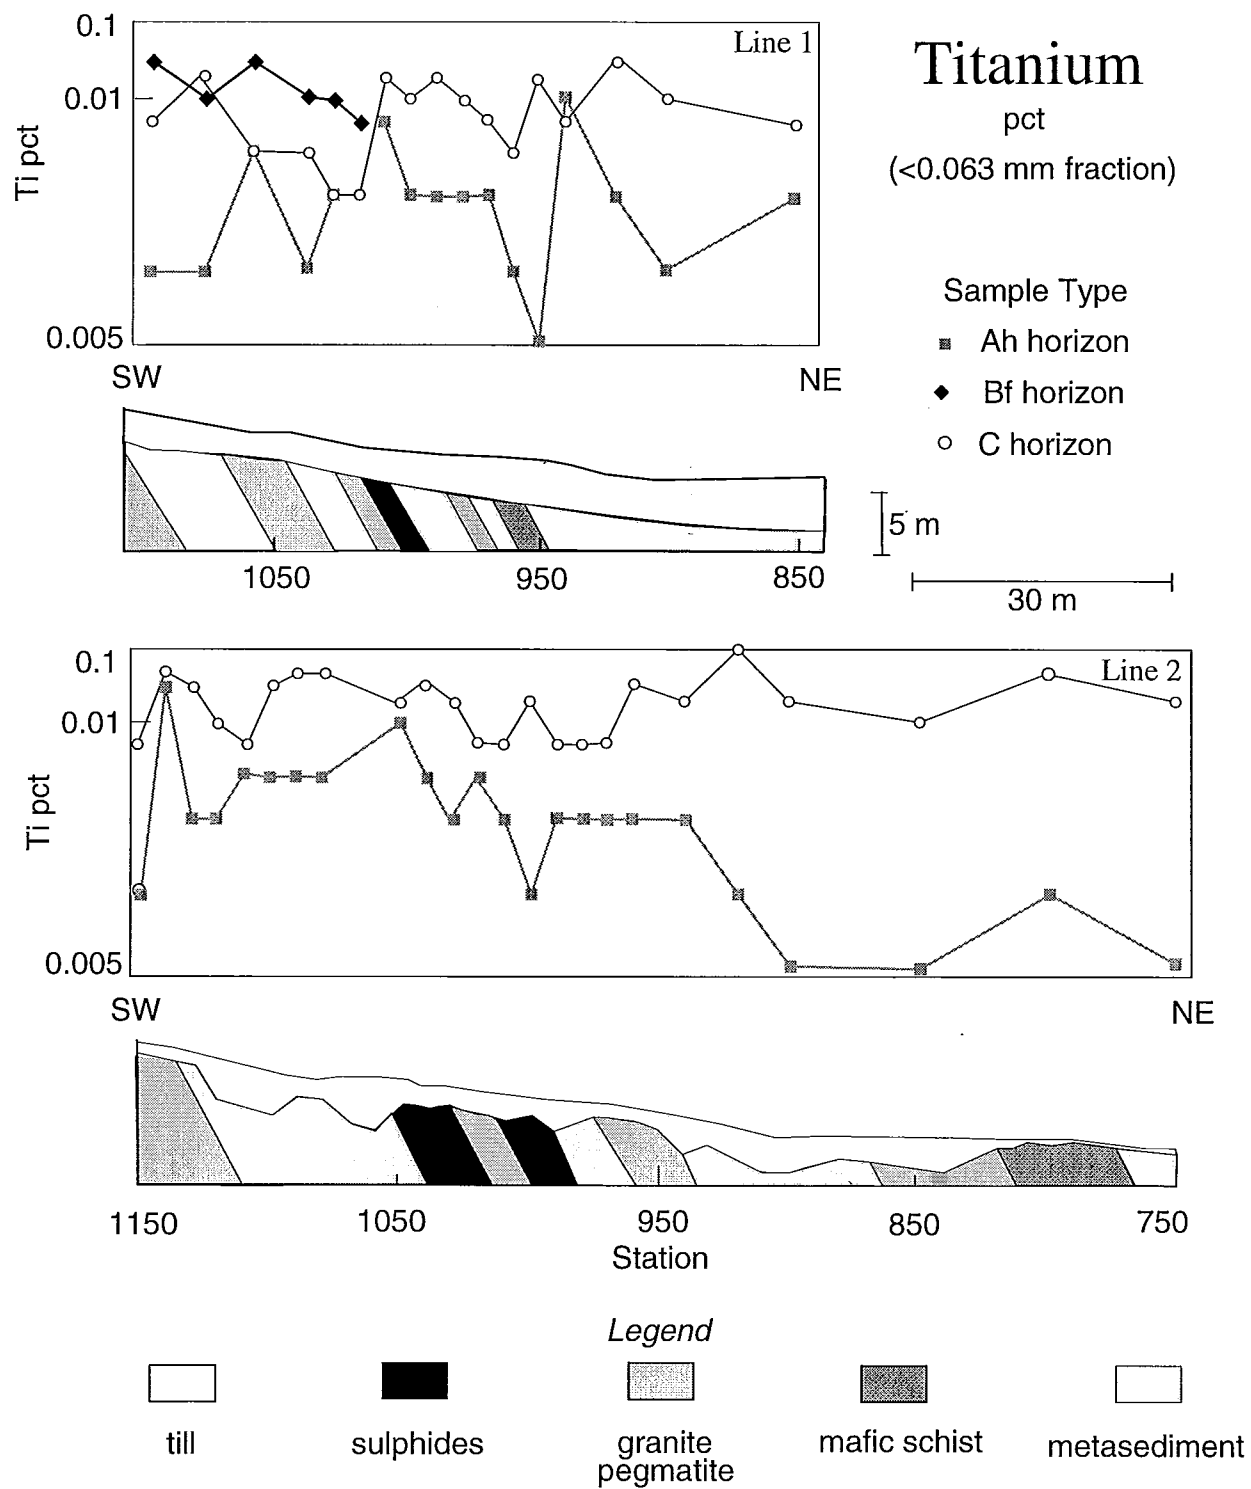 Titanium
pct
(<0.063 mm fraction)
Line 1
0.1
0.01
0.005
Ti pct
SW
NE
Sample Type
Ah horizon
Bf horizon
C horizon
5 m
30 m
1050
950
850
Line 2
0.1
0.01
0.005
Ti pct
SW
NE
1150
1050
950
850
750
Station
Legend
till
sulphides
granite
pegmatite
mafic schist
metasediment